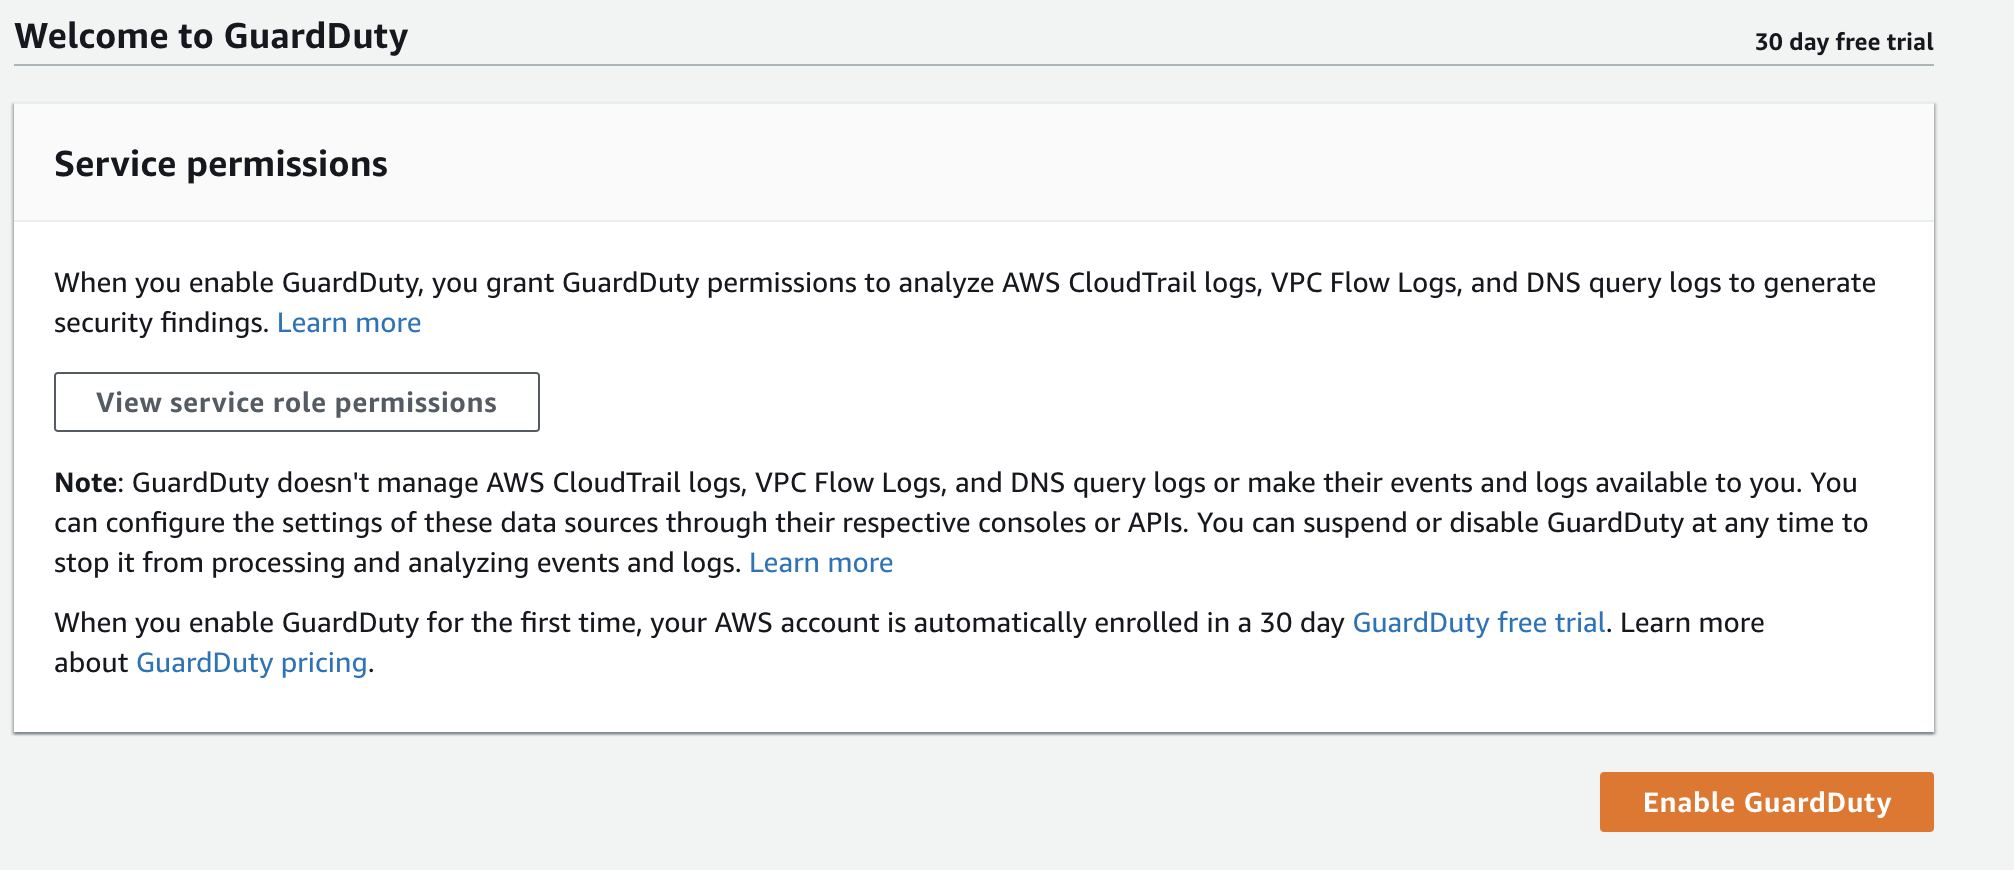 Welcome to GuardDuty
30 day free trial
Service permissions
When you enable GuardDuty, you grant GuardDuty permissions to analyze AWS CloudTrail logs, VPC Flow Logs, and DNS query logs to generate
security findings. Learn more
View service role permissions
Note: GuardDuty doesn't manage AWS CloudTrail logs, VPC Flow Logs, and DNS query logs or make their events and logs available to you. You
can configure the settings of these data sources through their respective consoles or APIs. You can suspend or disable GuardDuty at any time to
stop it from processing and analyzing events and logs. Learn more
When you enable GuardDuty for the first time, your AWS account is automatically enrolled in a 30 day GuardDuty free trial. Learn more
about GuardDuty pricing.
Enable GuardDuty